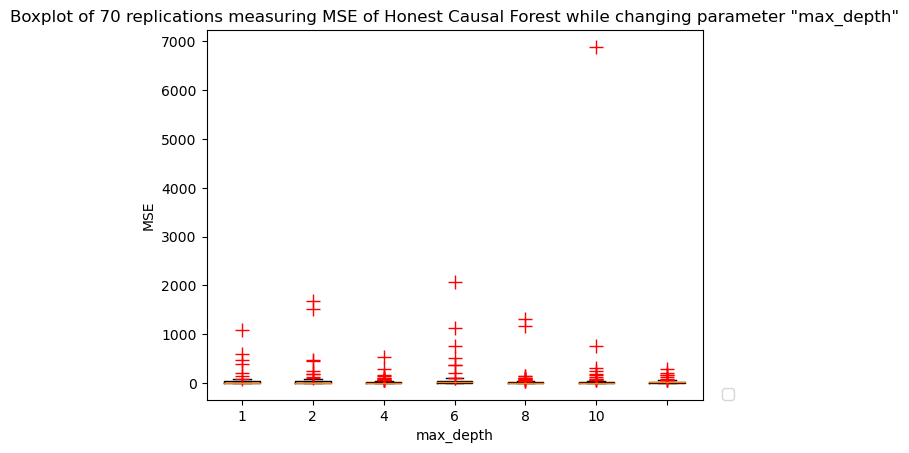 Boxplot of 70 replications measuring MSE of Honest Causal Forest while changing parameter "max_depth"
7000
6000
5000
4000
3000
2000
1000
0
MSE
1 2 4 6 8 10
max_depth